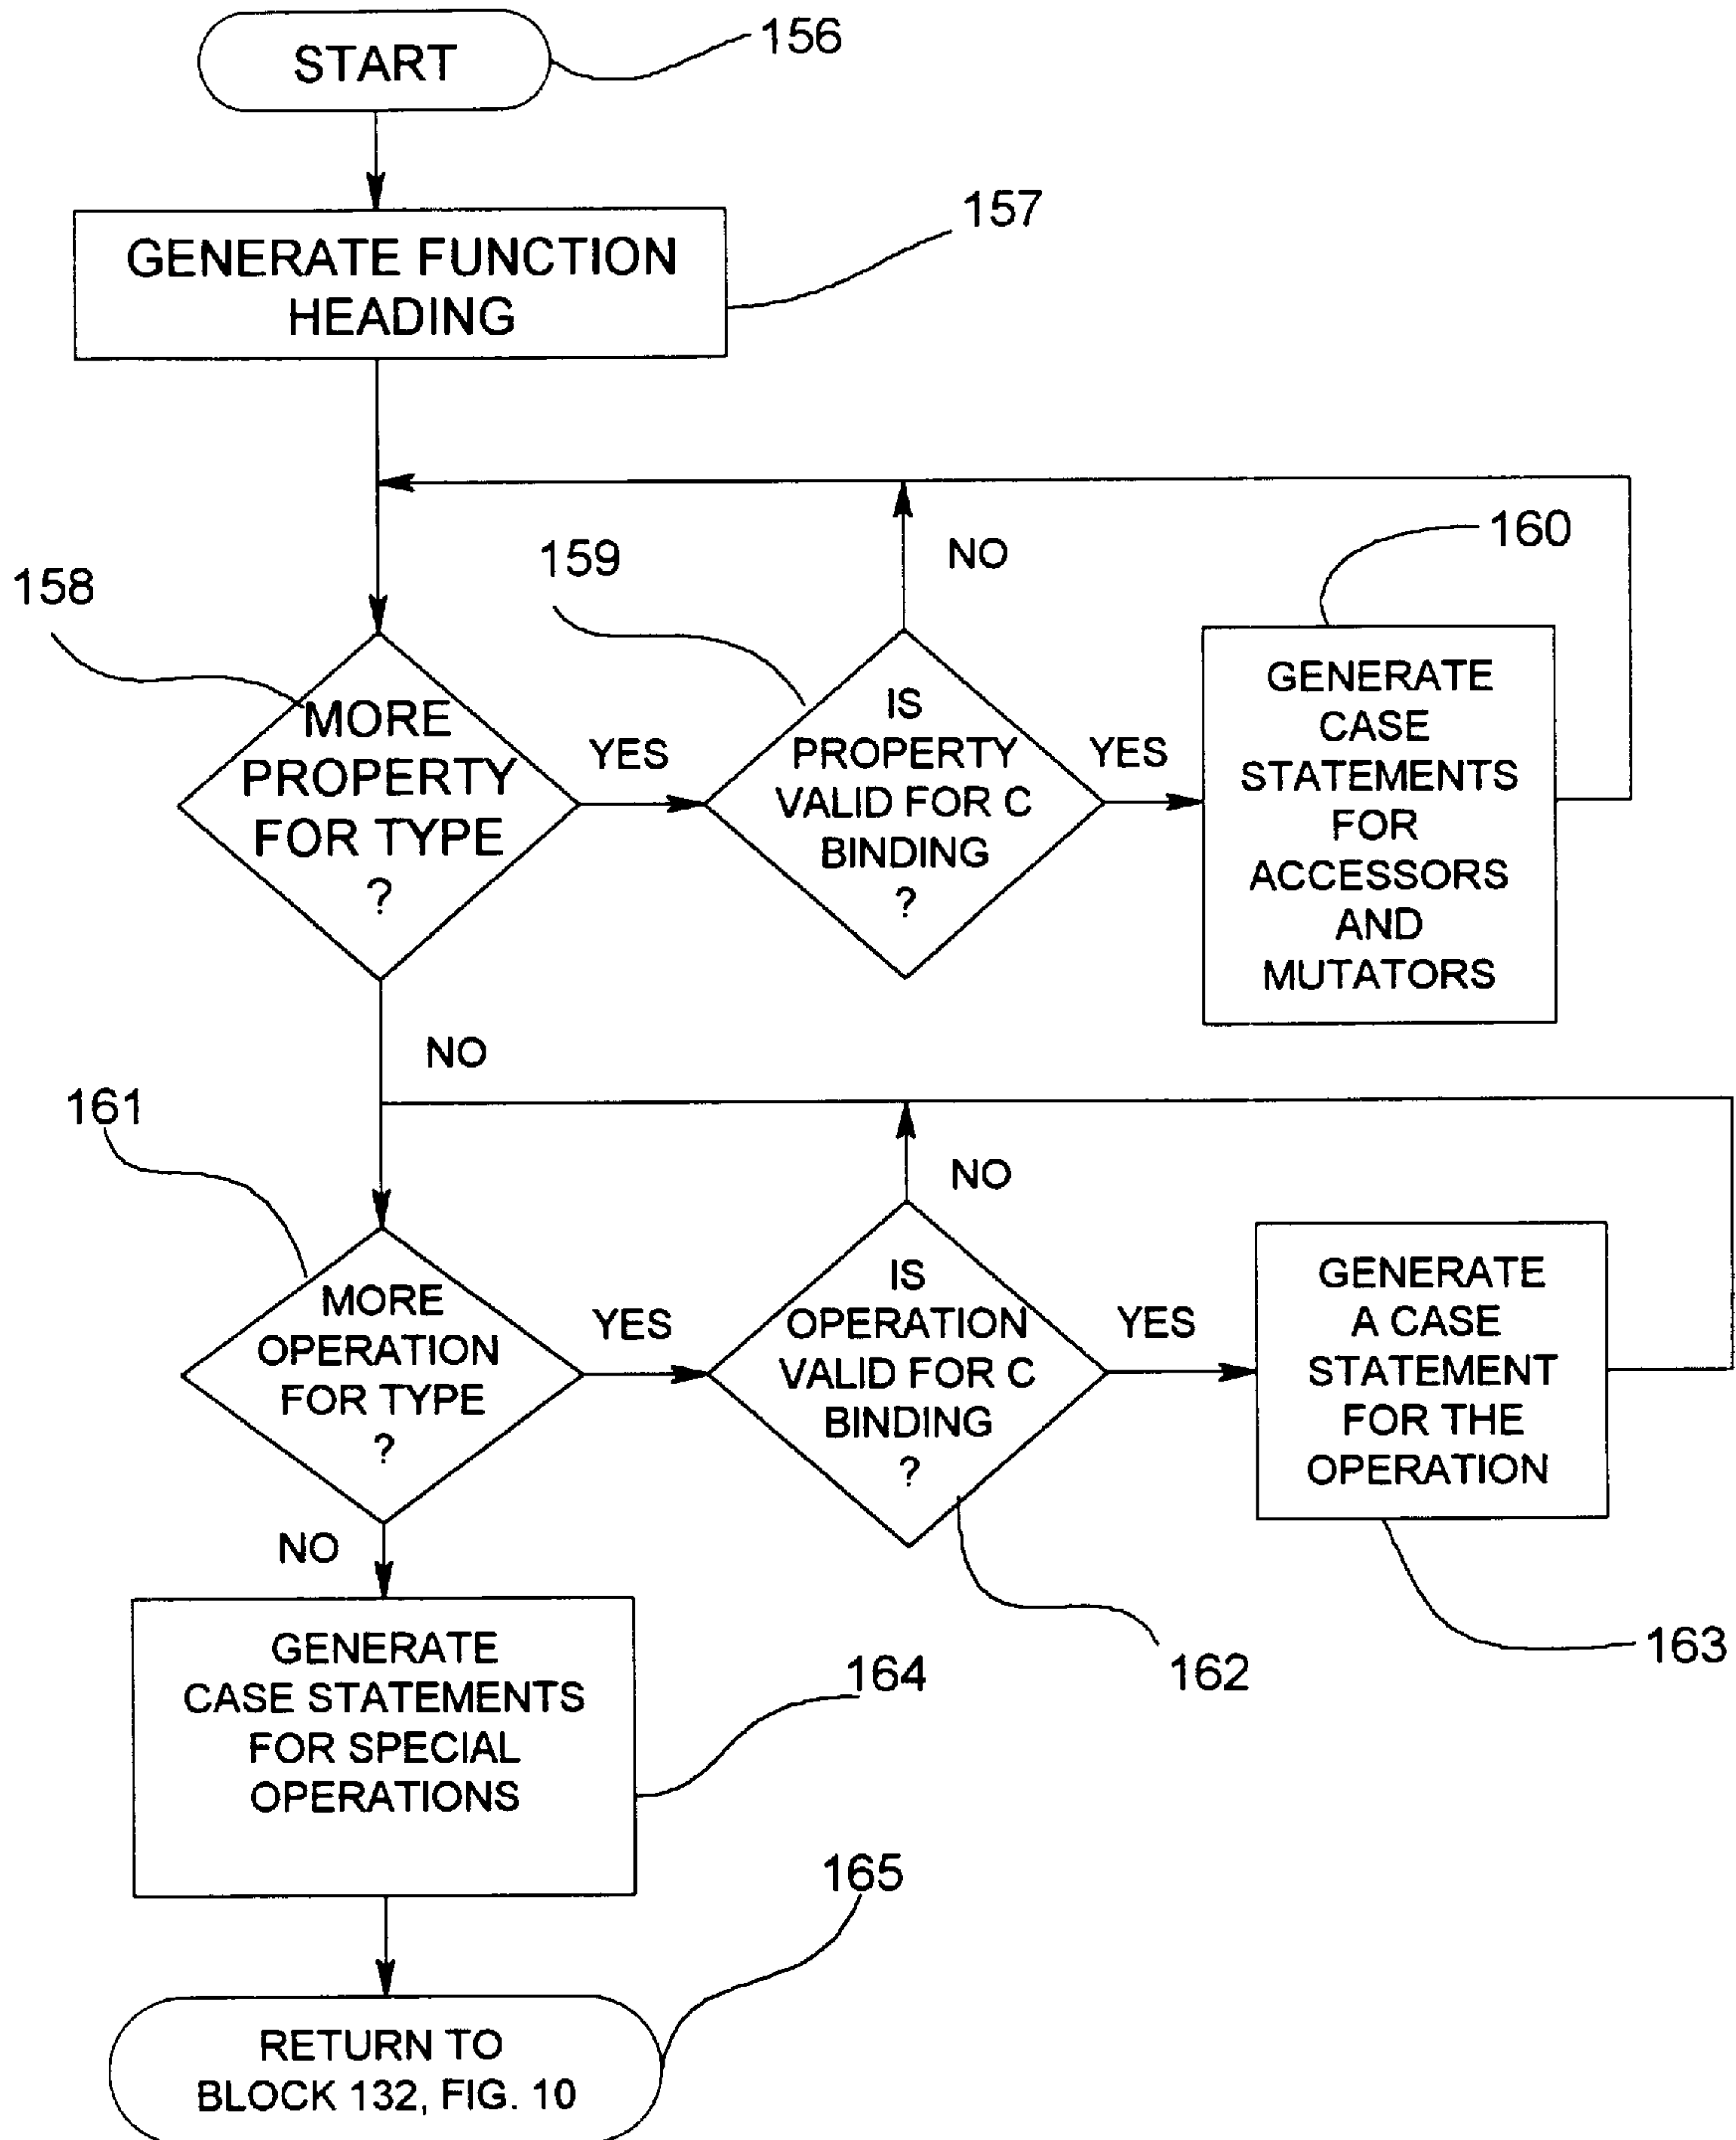 START
156
GENERATE FUNCTION
HEADING
157
158
MORE
PROPERTY
FOR TYPE
?
YES
159
IS
PROPERTY
VALID FOR C
BINDING
?
NO
YES
160
GENERATE
CASE
STATEMENTS
FOR
ACCESSORS
AND
MUTATORS
NO
161
MORE
OPERATION
FOR TYPE
?
YES
IS
OPERATION
VALID FOR C
BINDING
?
162
NO
YES
GENERATE
A CASE
STATEMENT
FOR THE
OPERATION
163
NO
GENERATE
CASE STATEMENTS
FOR SPECIAL
OPERATIONS
164
165
RETURN TO
BLOCK 132, FIG. 10